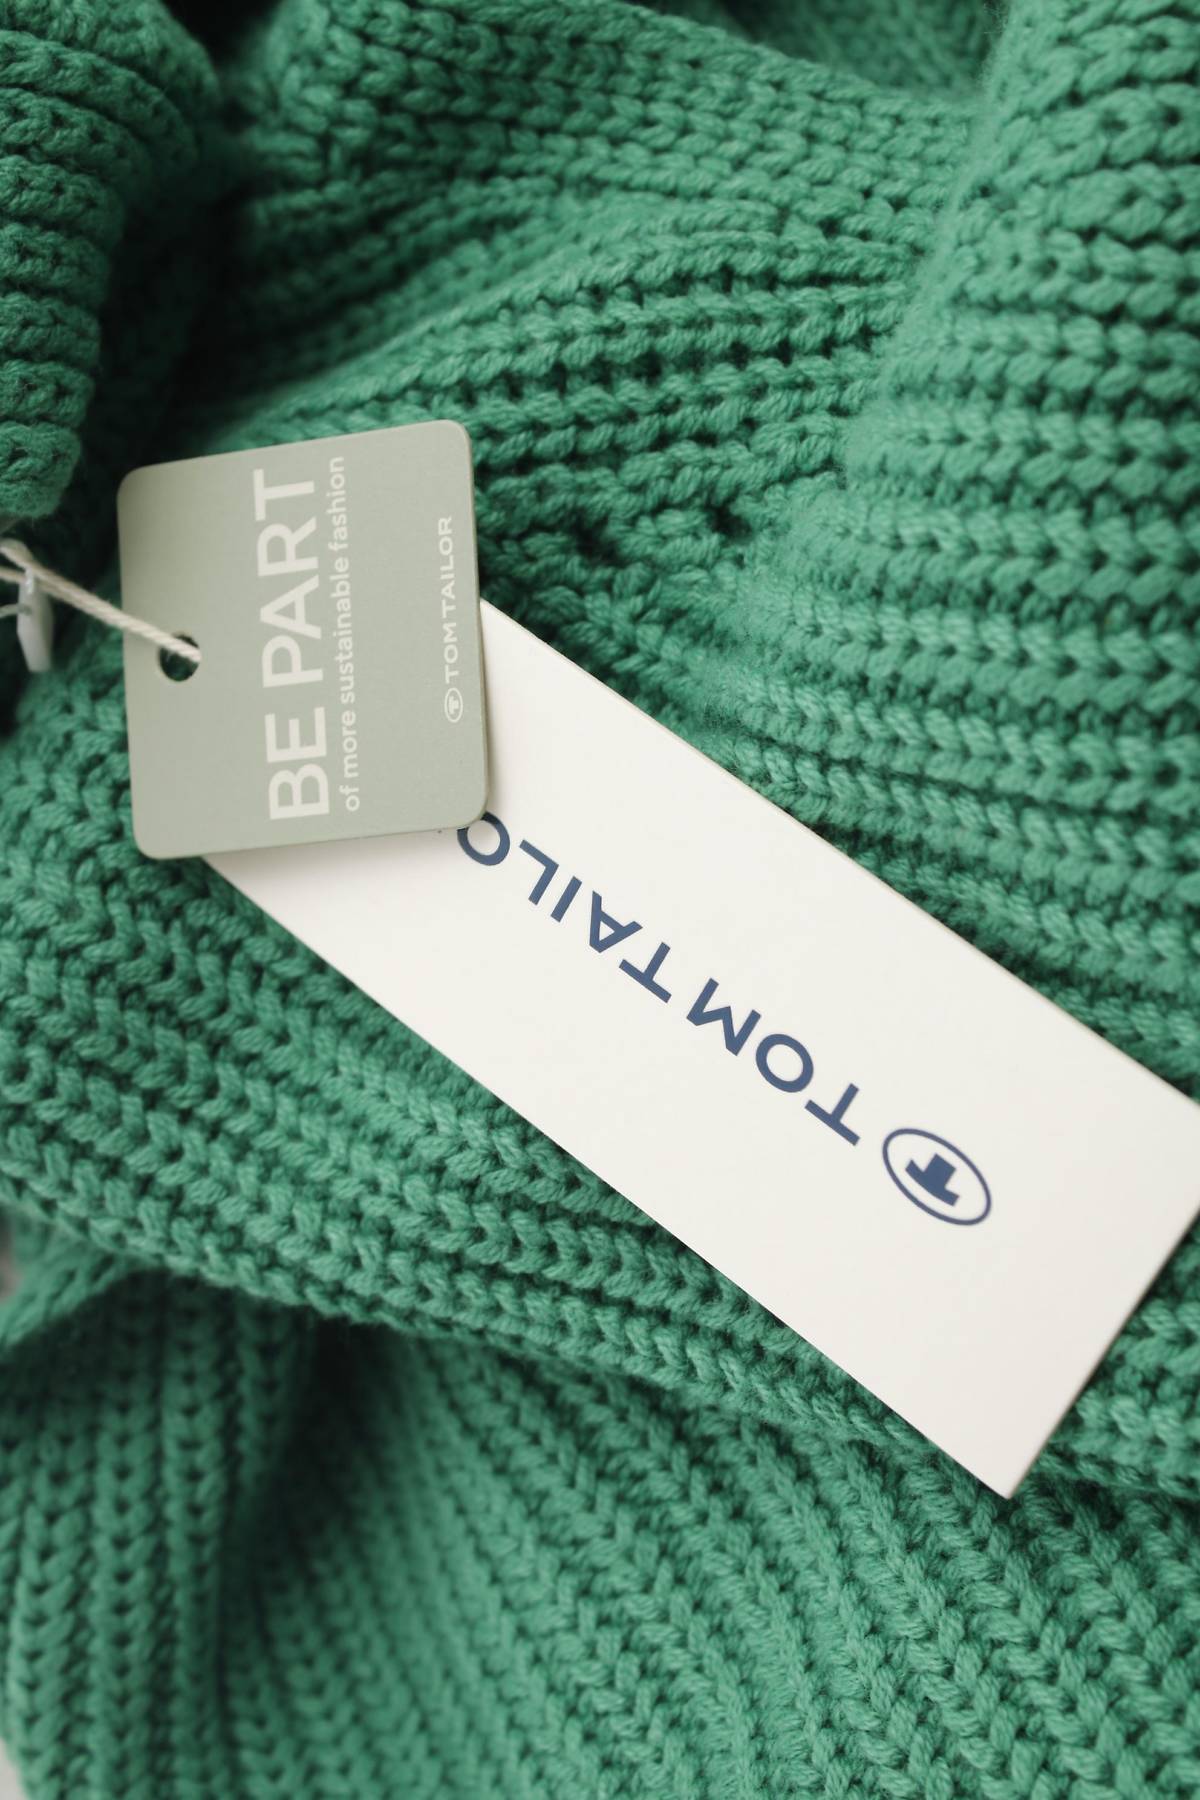 BE PART
of more sustainable fashion
TOM TAILOR
TOM TAILO